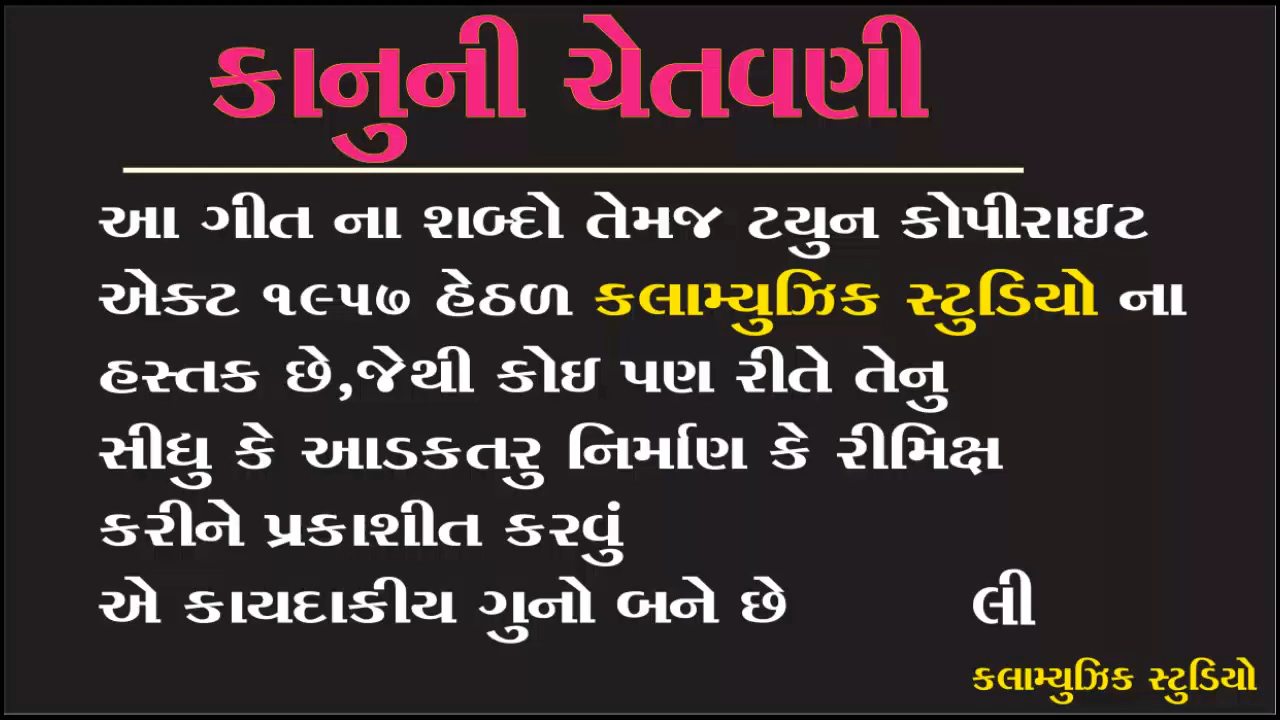 કાનુની ચેતવણી
આ ગીત ના શબ્દો તેમજ ટયુન કોપીરાઇટ
એક્ટ ૧૯૫૭ હેઠળ કલામ્યુઝિક સ્ટુડિયો ના
હસ્તક છે,જેથી કોઇ પણ રીતે તેનુ
સીધુ કે આડકતરુ નિર્માણ કે રીમિક્ષ
કરીને પ્રકાશીત કરવું
એ કાયદાકીય ગુનો બને છે લી
કલામ્યુઝિક સ્ટુડિયો